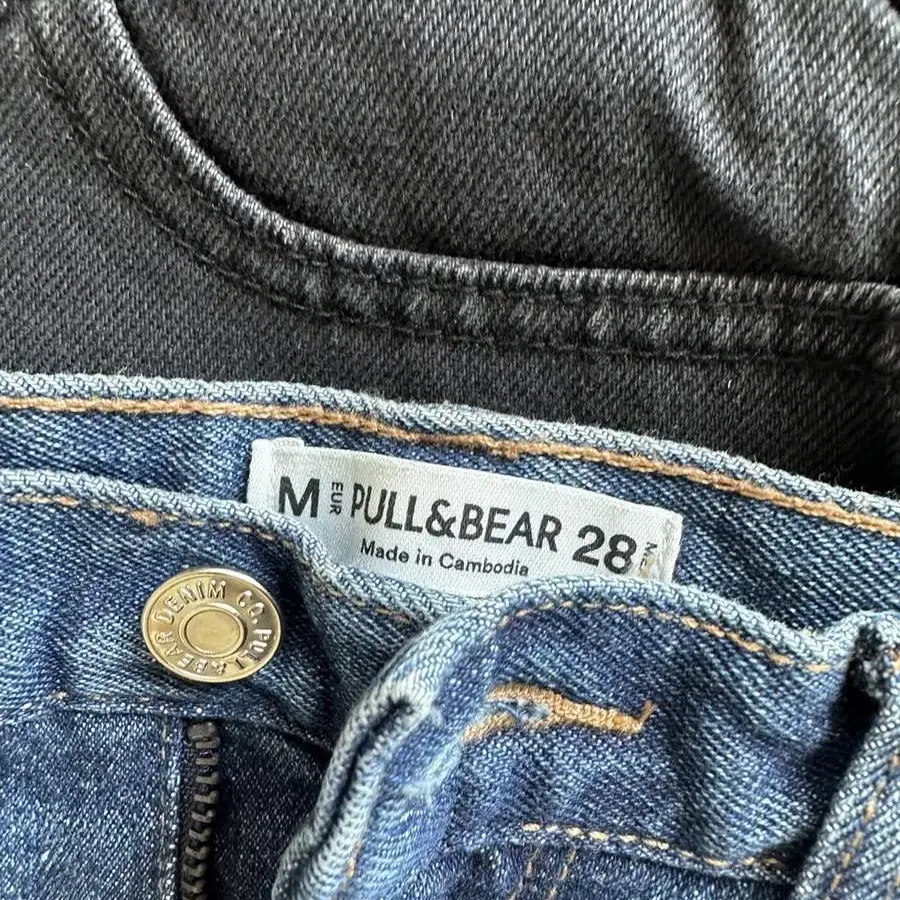 M EUR PULL&BEAR 28
Made in Cambodia
PULL&BEAR DENIM CO.